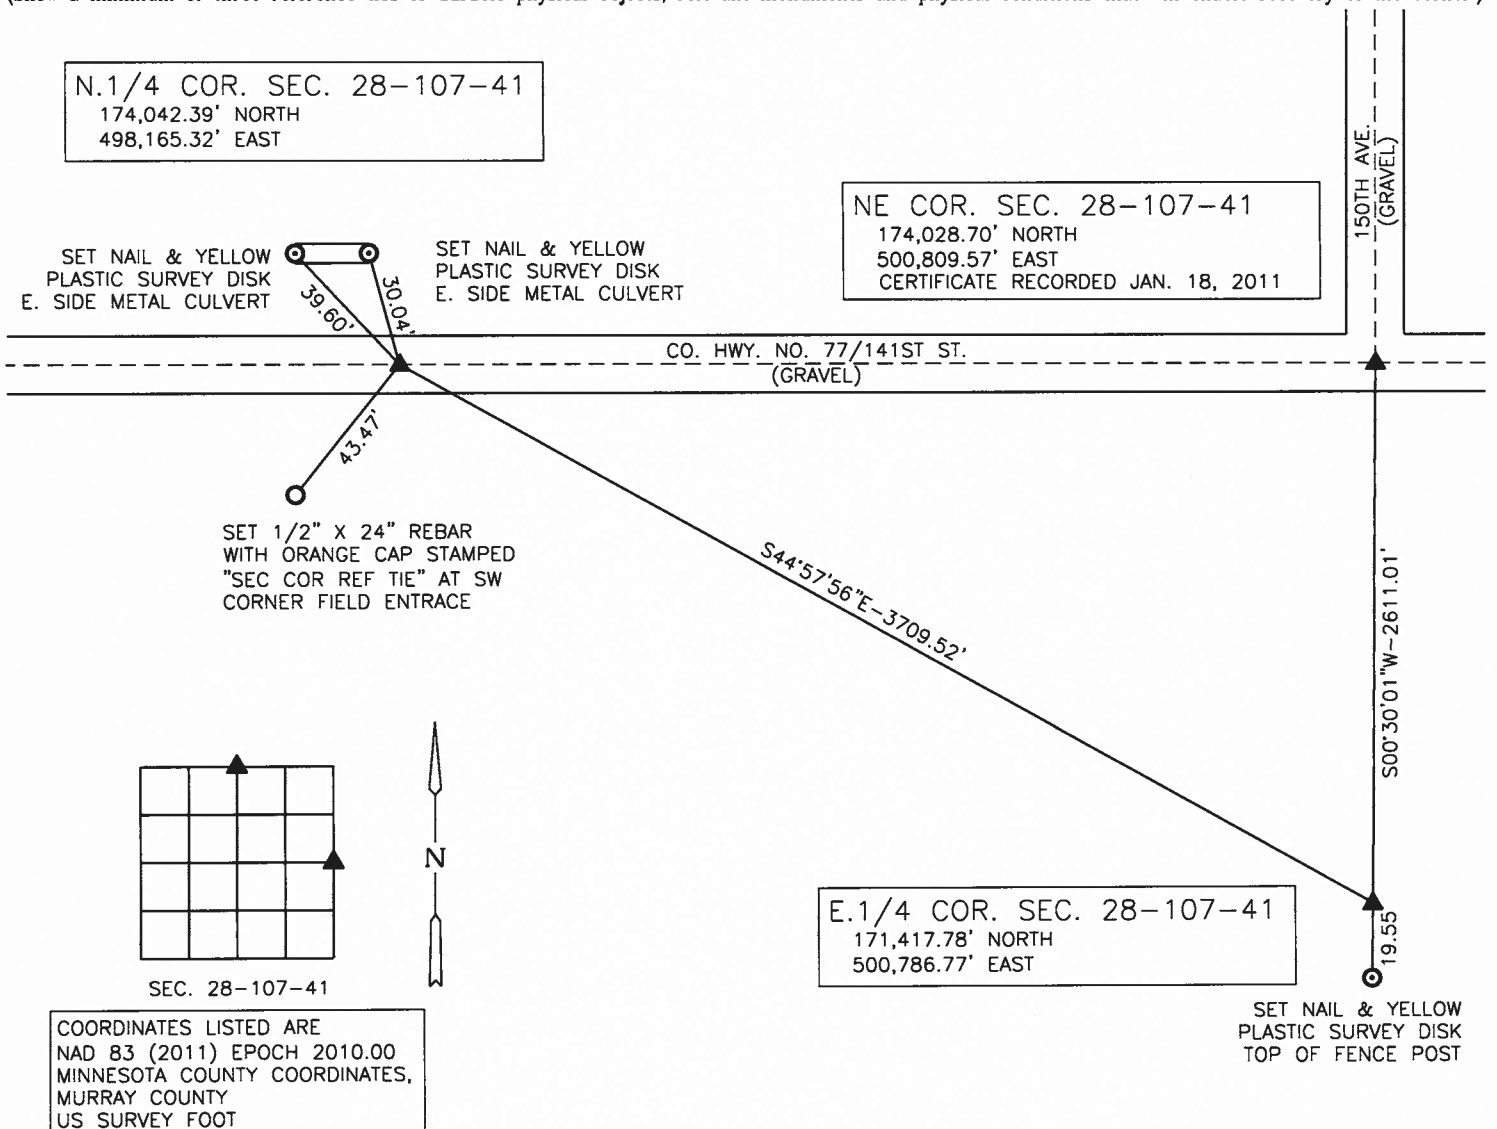 N.1/4 COR. SEC. 28-107-41
174,042.39' NORTH
498,165.32' EAST
150TH AVE.
(GRAVEL)
NE COR. SEC. 28-107-41
174,028.70' NORTH
500,809.57' EAST
CERTIFICATE RECORDED JAN. 18, 2011
SET NAIL & YELLOW
PLASTIC SURVEY DISK
E. SIDE METAL CULVERT
SET NAIL & YELLOW
PLASTIC SURVEY DISK
E. SIDE METAL CULVERT
39.60'
30.04'
CO. HWY. NO. 77/141ST ST.
(GRAVEL)
43.47'
SET 1/2" X 24" REBAR
WITH ORANGE CAP STAMPED
"SEC COR REF TIE" AT SW
CORNER FIELD ENTRACE
S44°57'56"E-3709.52'
S00°30'01"W-2611.01'
N
E.1/4 COR. SEC. 28-107-41
171,417.78' NORTH
500,786.77' EAST
19.55
SET NAIL & YELLOW
PLASTIC SURVEY DISK
TOP OF FENCE POST
SEC. 28-107-41
COORDINATES LISTED ARE
NAD 83 (2011) EPOCH 2010.00
MINNESOTA COUNTY COORDINATES,
MURRAY COUNTY
US SURVEY FOOT